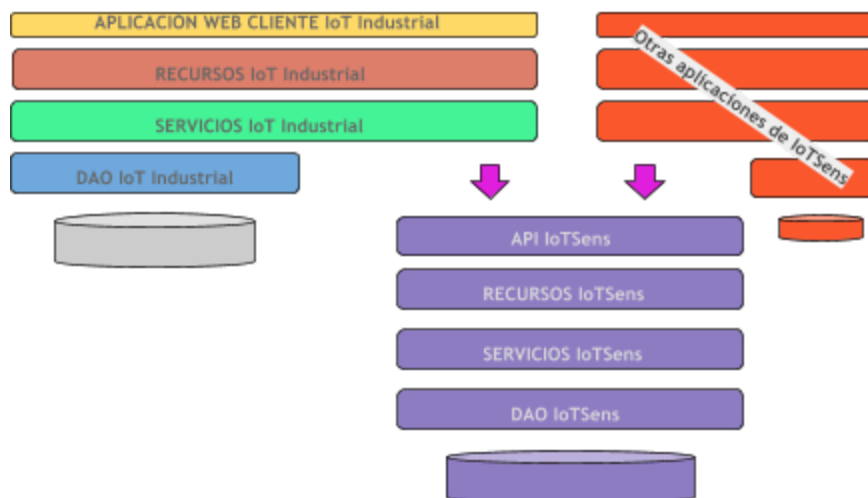 APLICACIÓN WEB CLIENTE IoT Industrial
RECURSOS IoT Industrial
SERVICIOS IoT Industrial
DAO IoT Industrial
Otras aplicaciones de IoTSens
API IoTSens
RECURSOS IoTSens
SERVICIOS IoTSens
DAO IoTSens